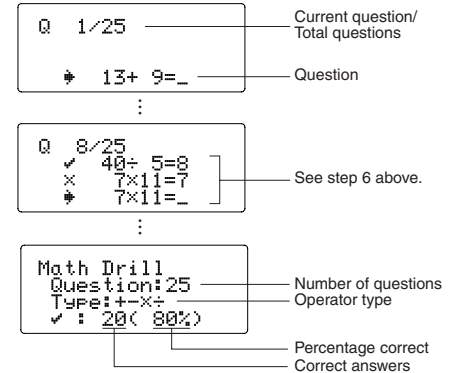 Q 1/25
Current question/
Total questions
➧ 13+ 9=_
Question
Q 8/25
✓ 40÷ 5=8
× 7×11=7
➧ 7×11=_
See step 6 above.
Math Drill
Question:25
Number of questions
Type:+−×÷
Operator type
✓ : 20( 80%)
Percentage correct
Correct answers